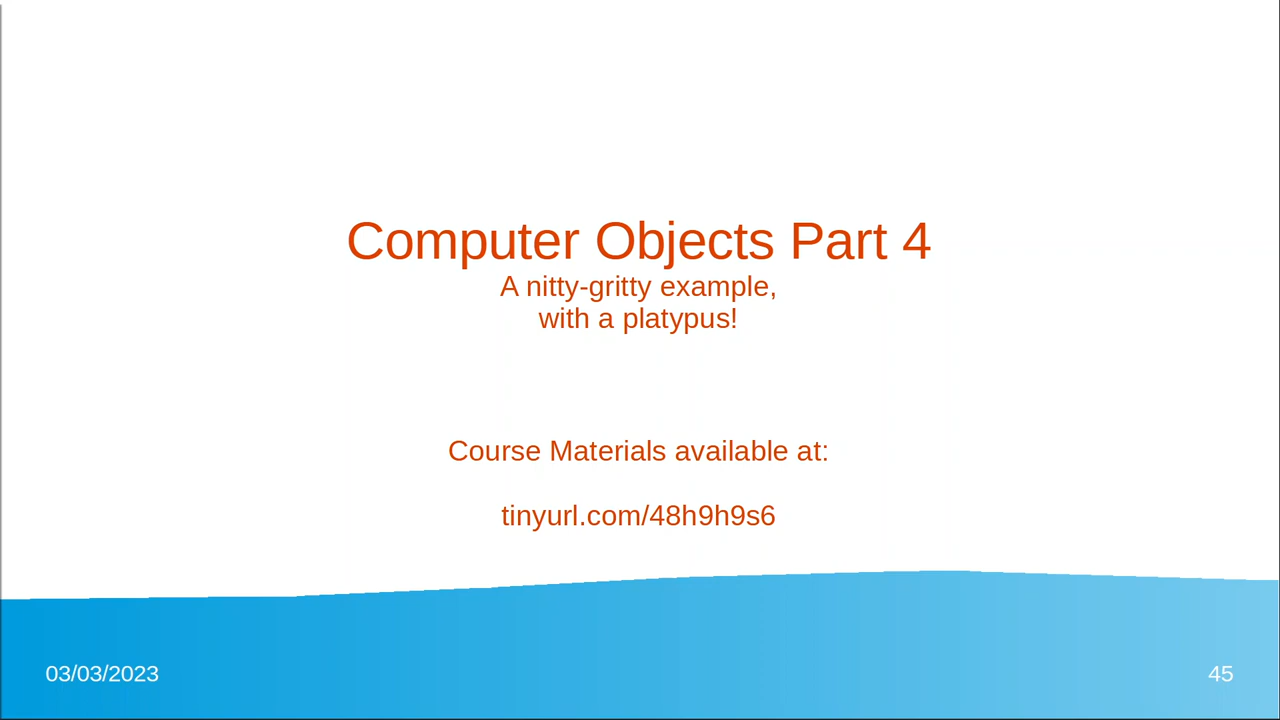 Computer Objects Part 4
A nitty-gritty example,
with a platypus!
Course Materials available at:
tinyurl.com/48h9h9s6
03/03/2023
45